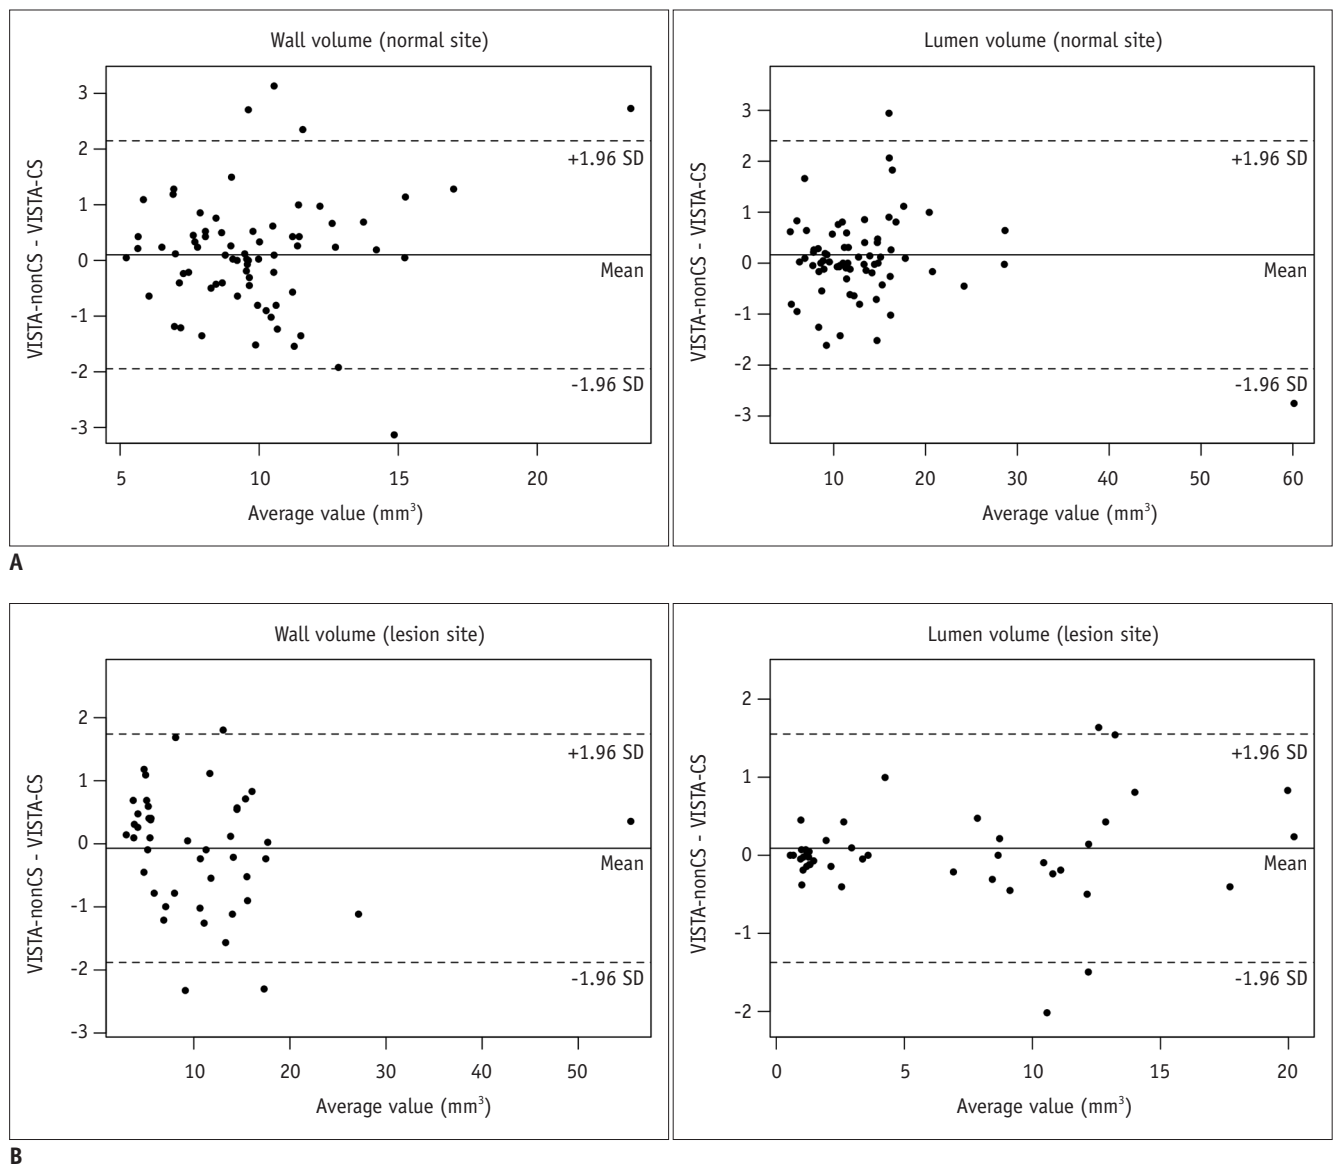 Wall volume (normal site)
VISTA-nonCS - VISTA-CS
3
2
1
0
-1
-2
-3
+1.96 SD
Mean
-1.96 SD
5 10 15 20
Average value (mm³)
Lumen volume (normal site)
VISTA-nonCS - VISTA-CS
3
2
1
0
-1
-2
-3
+1.96 SD
Mean
-1.96 SD
10 20 30 40 50 60
Average value (mm³)
A
Wall volume (lesion site)
VISTA-nonCS - VISTA-CS
2
1
0
-1
-2
-3
+1.96 SD
Mean
-1.96 SD
10 20 30 40 50
Average value (mm³)
Lumen volume (lesion site)
VISTA-nonCS - VISTA-CS
2
1
0
-1
-2
+1.96 SD
Mean
-1.96 SD
0 5 10 15 20
Average value (mm³)
B